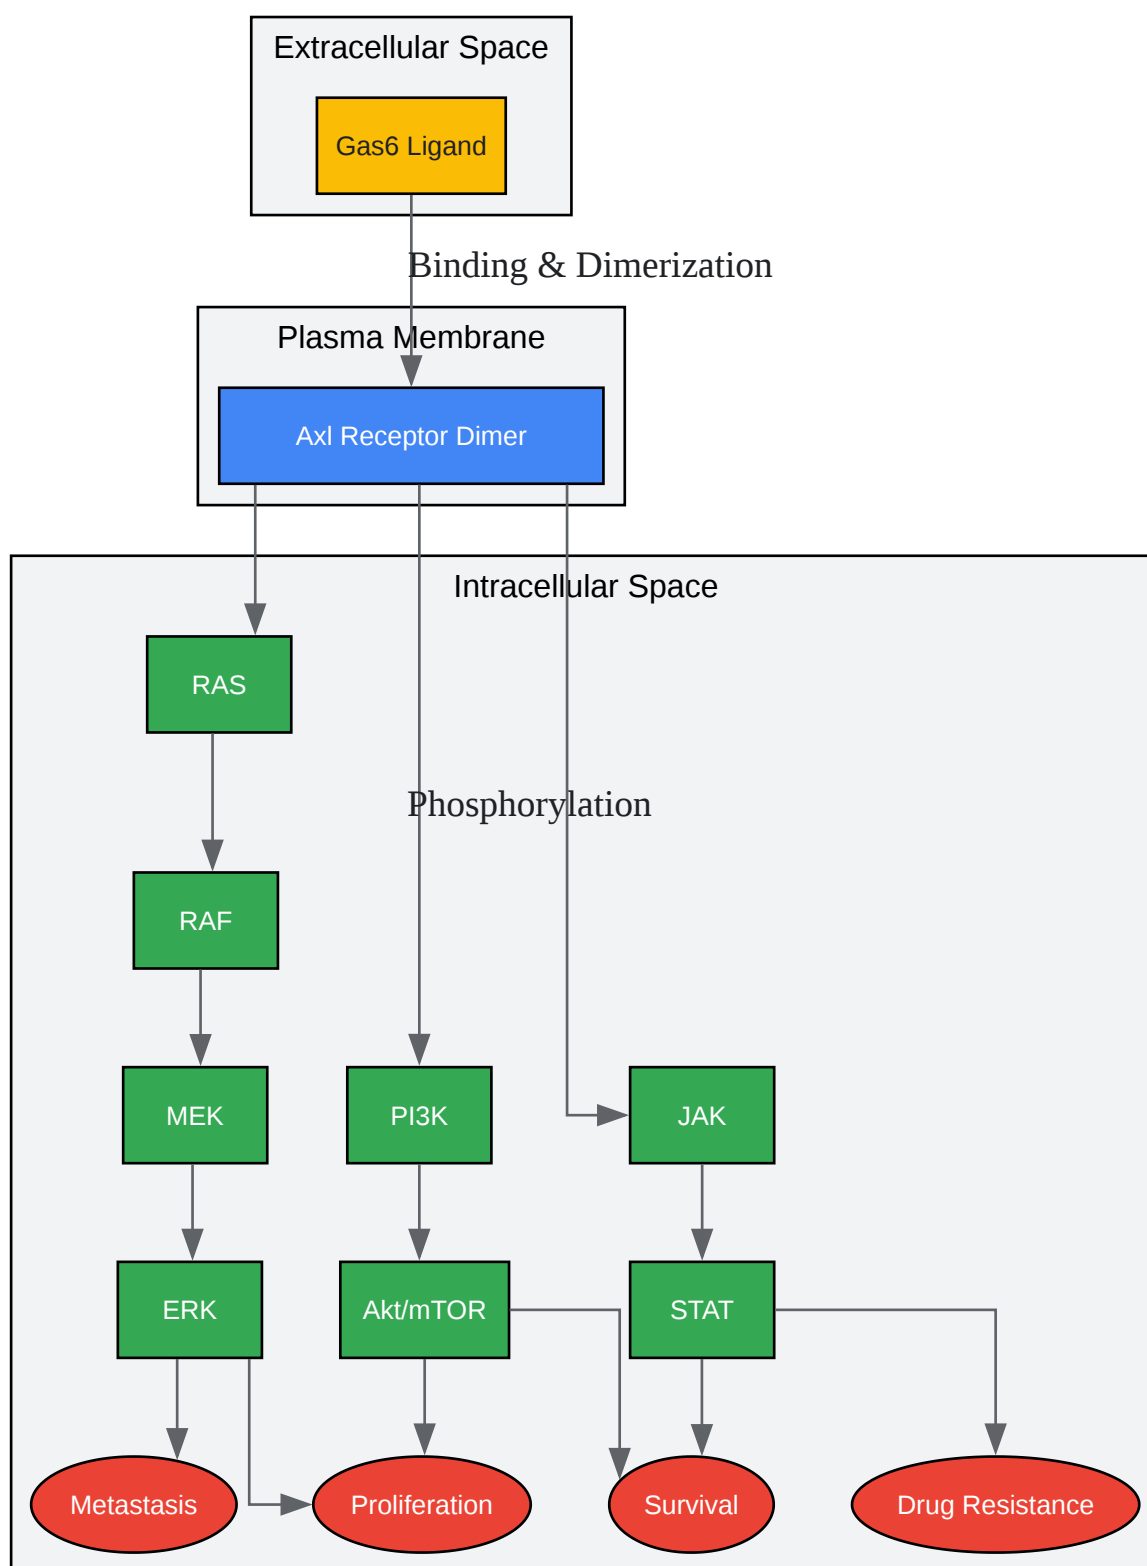 Extracellular Space
Gas6 Ligand
Binding & Dimerization
Plasma Membrane
Axl Receptor Dimer
Intracellular Space
RAS
Phosphorylation
RAF
MEK
PI3K
JAK
ERK
Akt/mTOR
STAT
Metastasis
Proliferation
Survival
Drug Resistance